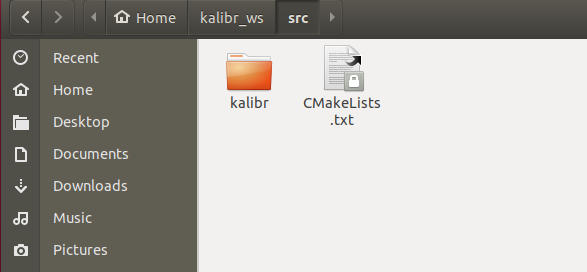 Home
kalibr_ws
src
Recent
Home
Desktop
Documents
Downloads
Music
Pictures
kalibr
CMakeLists
.txt